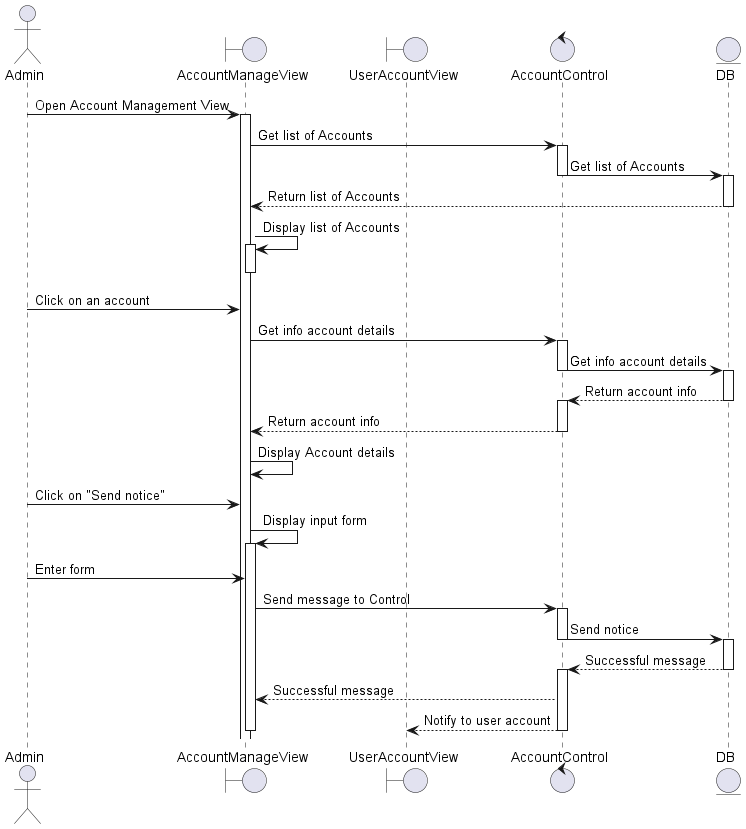 Admin AccountManageView UserAccountView AccountControl DB
Open Account Management View
Get list of Accounts
Get list of Accounts
Return list of Accounts
Display list of Accounts
Click on an account
Get info account details
Get info account details
Return account info
Return account info
Display Account details
Click on "Send notice"
Display input form
Enter form
Send message to Control
Send notice
Successful message
Successful message
Notify to user account
Admin AccountManageView UserAccountView AccountControl DB